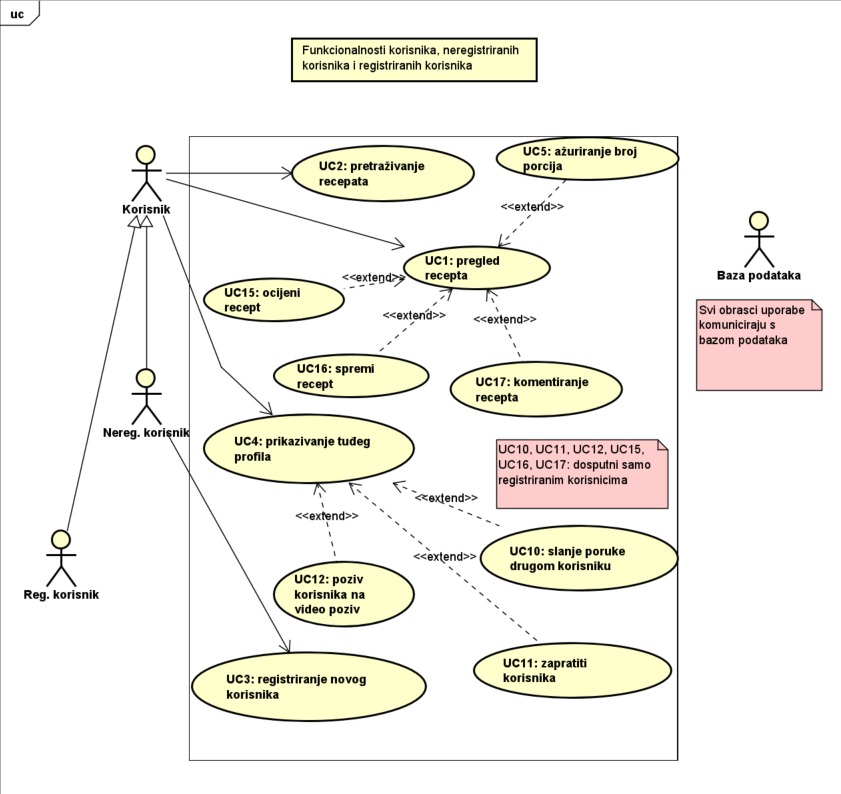 uc
Funkcionalnosti korisnika, neregistriranih
korisnika i registriranih korisnika
UC2: pretraživanje
recepata
UC5: ažuriranje broj
porcija
<<extend>>
Korisnik
UC1: pregled
recepta
Baza podataka
<<extend>>
UC15: ocijeni
recept
Svi obrasci uporabe
komuniciraju s
bazom podataka
<<extend>>
<<extend>>
UC16: spremi
recept
UC17: komentiranje
recepta
Nereg. korisnik
UC4: prikazivanje tuđeg
profila
UC10, UC11, UC12, UC15,
UC16, UC17: dosputni samo
registriranim korisnicima
<<extend>>
<<extend>>
<<extend>>
UC10: slanje poruke
drugom korisniku
UC12: poziv
korisnika na
video poziv
Reg. korisnik
UC11: zapratiti
korisnika
UC3: registriranje novog
korisnika